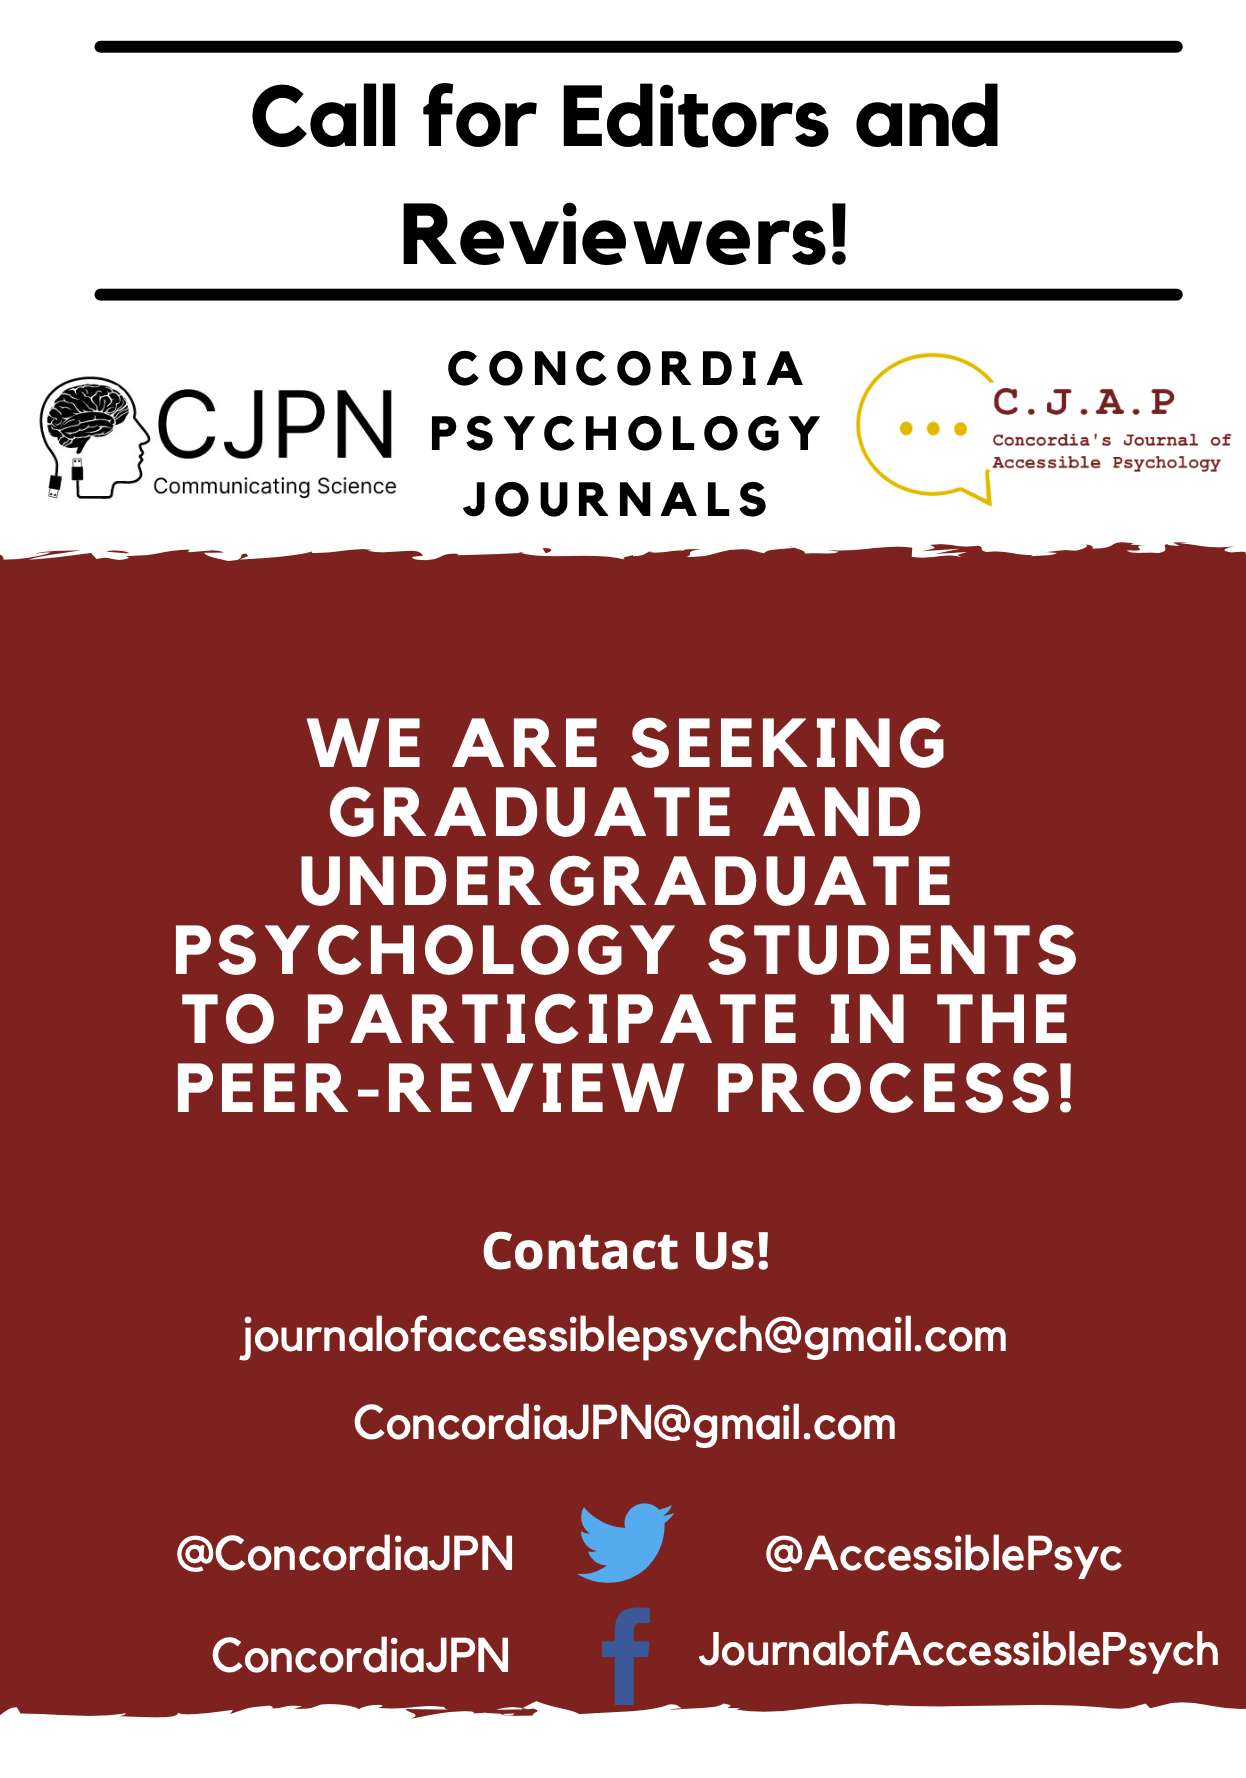 Call for Editors and
Reviewers!
CJPN
Communicating Science
CONCORDIA
PSYCHOLOGY
JOURNALS
C.J.A.P
Concordia's Journal of
Accessible Psychology
WE ARE SEEKING
GRADUATE AND
UNDERGRADUATE
PSYCHOLOGY STUDENTS
TO PARTICIPATE IN THE
PEER-REVIEW PROCESS!
Contact Us!
journalofaccessiblepsych@gmail.com
ConcordiaJPN@gmail.com
@ConcordiaJPN
@AccessiblePsyc
ConcordiaJPN
JournalofAccessiblePsych